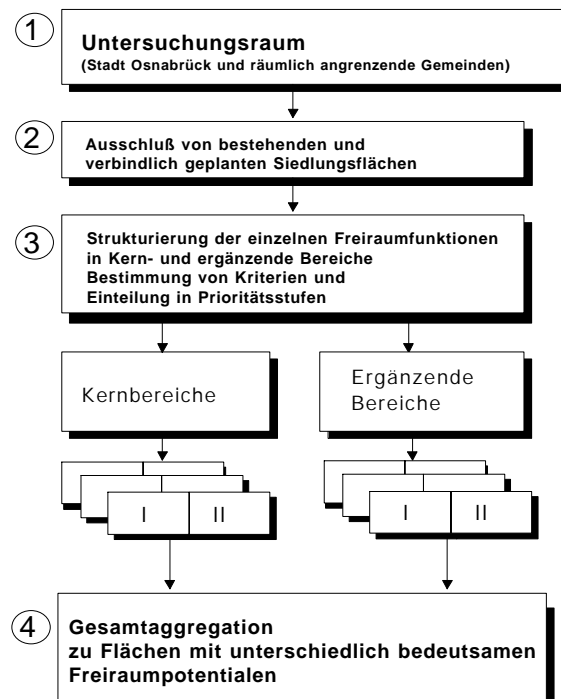 1
Untersuchungsraum
(Stadt Osnabrück und räumlich angrenzende Gemeinden)
2
Ausschluß von bestehenden und
verbindlich geplanten Siedlungsflächen
3
Strukturierung der einzelnen Freiraumfunktionen
in Kern- und ergänzende Bereiche
Bestimmung von Kriterien und
Einteilung in Prioritätsstufen
Kernbereiche
Ergänzende
Bereiche
I II
I II
4
Gesamtaggregation
zu Flächen mit unterschiedlich bedeutsamen
Freiraumpotentialen